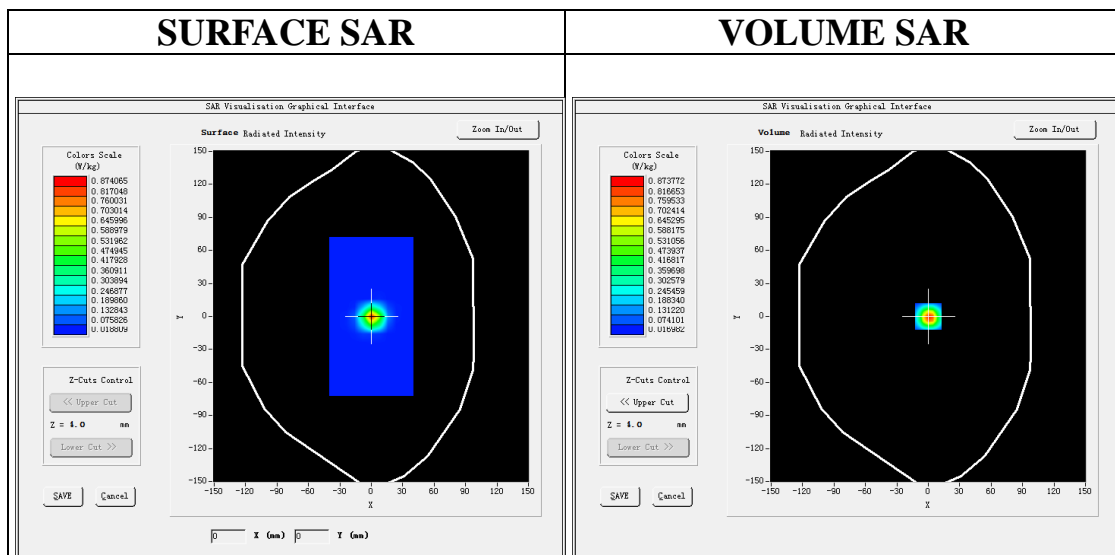 SURFACE SAR
VOLUME SAR
SAR Visualisation Graphical Interface
Surface Radiated Intensity
Zoom In/Out
Colors Scale
(W/kg)
0.874065
0.817048
0.760031
0.703014
0.645996
0.588979
0.531962
0.474945
0.417928
0.360911
0.303894
0.246877
0.189860
0.132843
0.075826
0.018809
Z-Cuts Control
<< Upper Cut
Z = 4.0 mm
Lower Cut >>
SAVE Cancel
150
120
90
60
30
0
-30
-60
-90
-120
-150
Y
-150 -120 -90 -60 -30 0 30 60 90 120 150
X
0 X (mm) 0 Y (mm)
SAR Visualisation Graphical Interface
Volume Radiated Intensity
Zoom In/Out
Colors Scale
(W/kg)
0.873772
0.816653
0.759533
0.702414
0.645295
0.588175
0.531056
0.473937
0.416817
0.359698
0.302579
0.245459
0.188340
0.131220
0.074101
0.016982
Z-Cuts Control
<< Upper Cut
Z = 4.0 mm
Lower Cut >>
SAVE Cancel
150
120
90
60
30
0
-30
-60
-90
-120
-150
Y
-150 -120 -90 -60 -30 0 30 60 90 120 150
X